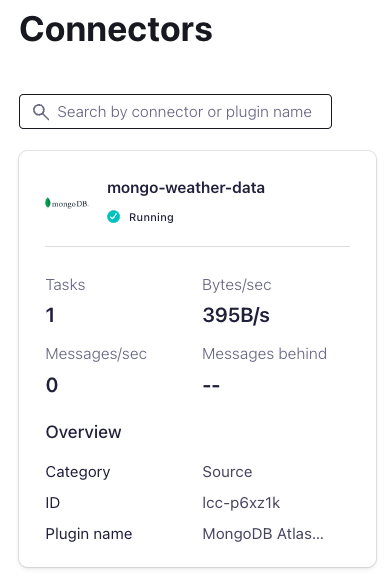 Connectors
Search by connector or plugin name
mongoDB.
mongo-weather-data
Running
Tasks Bytes/sec
1 395B/s
Messages/sec Messages behind
0 --
Overview
Category Source
ID lcc-p6xz1k
Plugin name MongoDB Atlas...